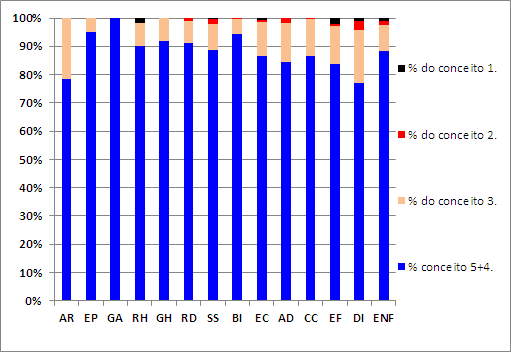 100%
90%
80%
70%
60%
50%
40%
30%
20%
10%
0%
AR EP GA RH GH RD SS BI EC AD CC EF DI ENF
% do conceito 1.
% do conceito 2.
% do conceito 3.
% conceito 5+4.